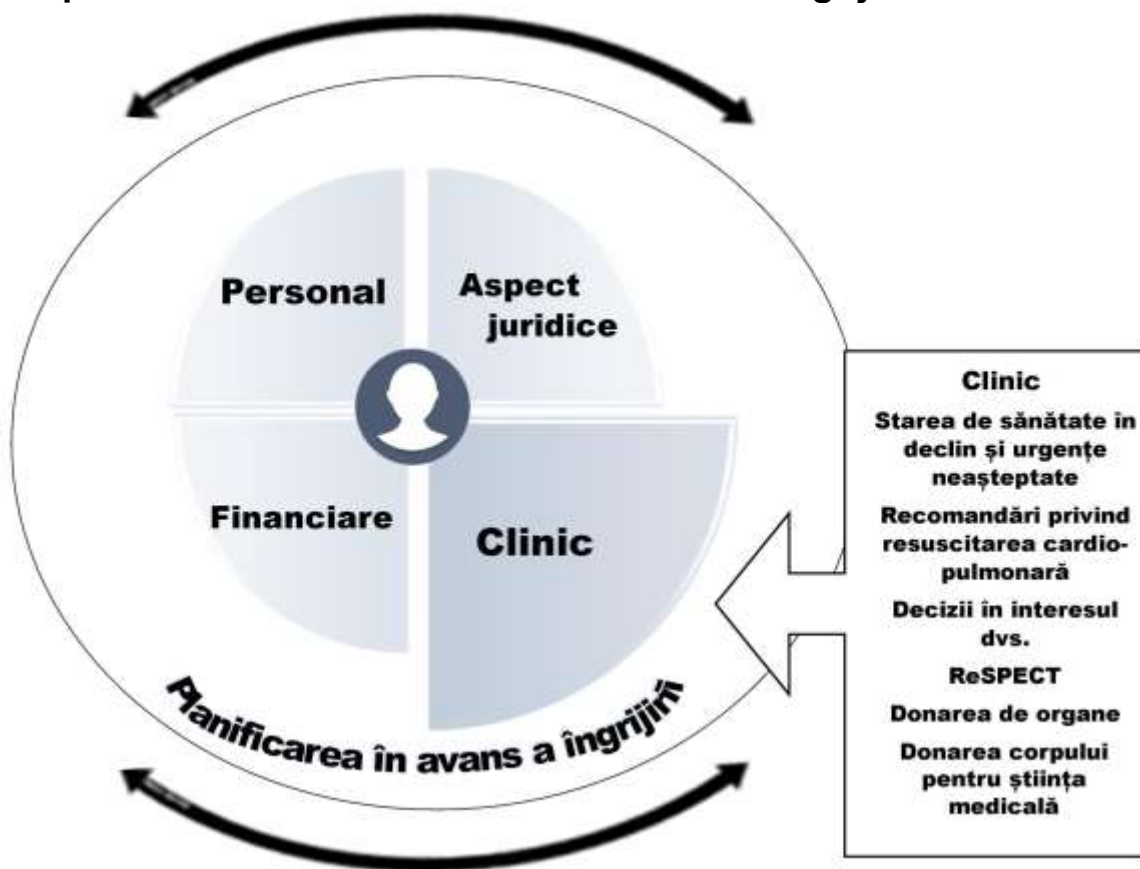 Personal
Aspect
juridice
Financiare
Clinic
Planificarea în avans a îngrijirii
Clinic
Starea de sănătate în
declin și urgențe
neașteptate
Recomandări privind
resuscitarea cardio-
pulmonară
Decizii în interesul
dvs.
ReSPECT
Donarea de organe
Donarea corpului
pentru știința
medicală